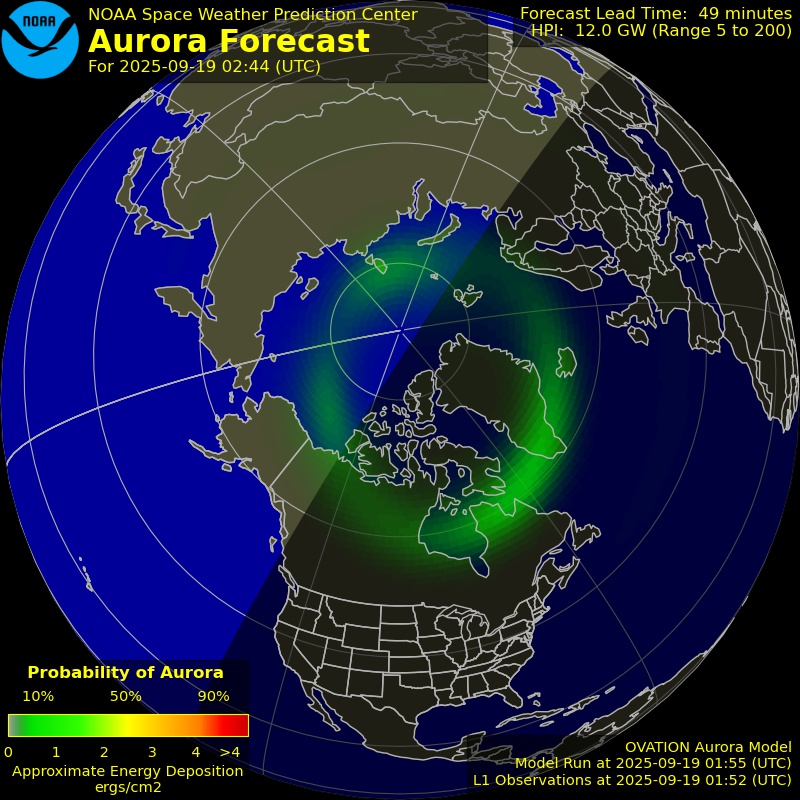 NOAA
NOAA Space Weather Prediction Center
Aurora Forecast
For 2025-09-19 02:44 (UTC)
Forecast Lead Time: 49 minutes
HPI: 12.0 GW (Range 5 to 200)
Probability of Aurora
10% 50% 90%
0 1 2 3 4 >4
Approximate Energy Deposition
ergs/cm2
OVATION Aurora Model
Model Run at 2025-09-19 01:55 (UTC)
L1 Observations at 2025-09-19 01:52 (UTC)